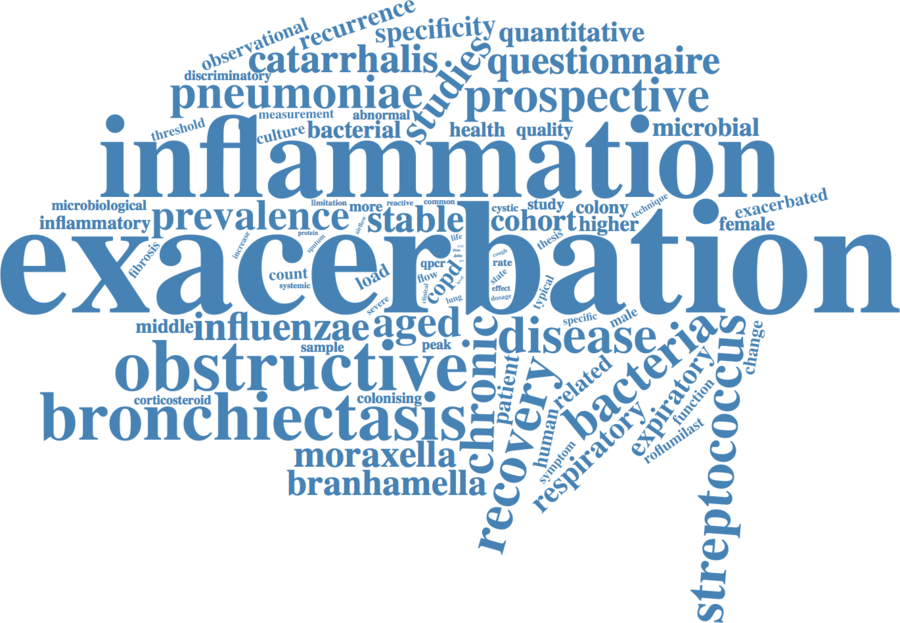 recurrence
observational
specificity
quantitative
catarrhalis
studies
questionnaire
discriminatory
pneumoniae
prospective
measurement
abnormal
threshold
culture
bacterial
health
quality
microbial
inflammation
microbiological
limitation
more
reactive
common
cystic
study
colony
technique
exacerbated
inflammatory
prevalence
stable
cohort
higher
female
airflow
protein
sputum
increase
fibrosis
exacerbation
life
data
cough
thesis
count
systemic
load
qpcr
flow
copd
rate
state
effect
dosage
clinical
lung
severe
typical
specific
male
middle
influenzae
aged
disease
sample
peak
change
obstructive
chronic
patient
related
bacteria
streptococcus
expiratory
function
corticosteroid
colonising
bronchiectasis
recovery
human
symptom
respiratory
roflumilast
moraxella
branhamella